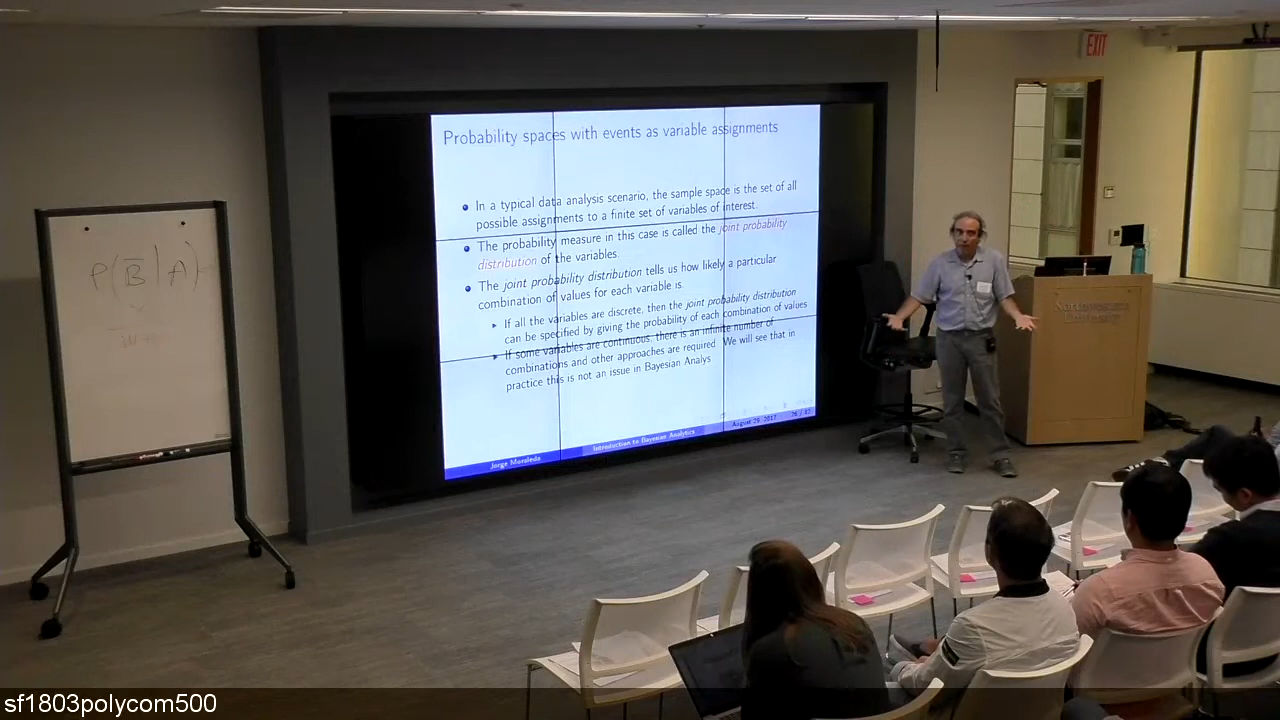 EXIT
Probability spaces with events as variable assignments
In a typical data analysis scenario, the sample space is the set of all
possible assignments to a finite set of variables of interest.
The probability measure in this case is called the joint probability
distribution of the variables.
The joint probability distribution tells us how likely a particular
combination of values for each variable is.
If all the variables are discrete, then the joint probability distribution
can be specified by giving the probability of each combination of values
If some variables are continuous, there is an infinite number of
combinations and other approaches are required. We will see that in
practice this is not an issue in Bayesian Analys
Jorge Moraleda
Introduction to Bayesian Analytics
August 29, 2017
P(B̅|A)
Northwestern
University
sf1803polycom500